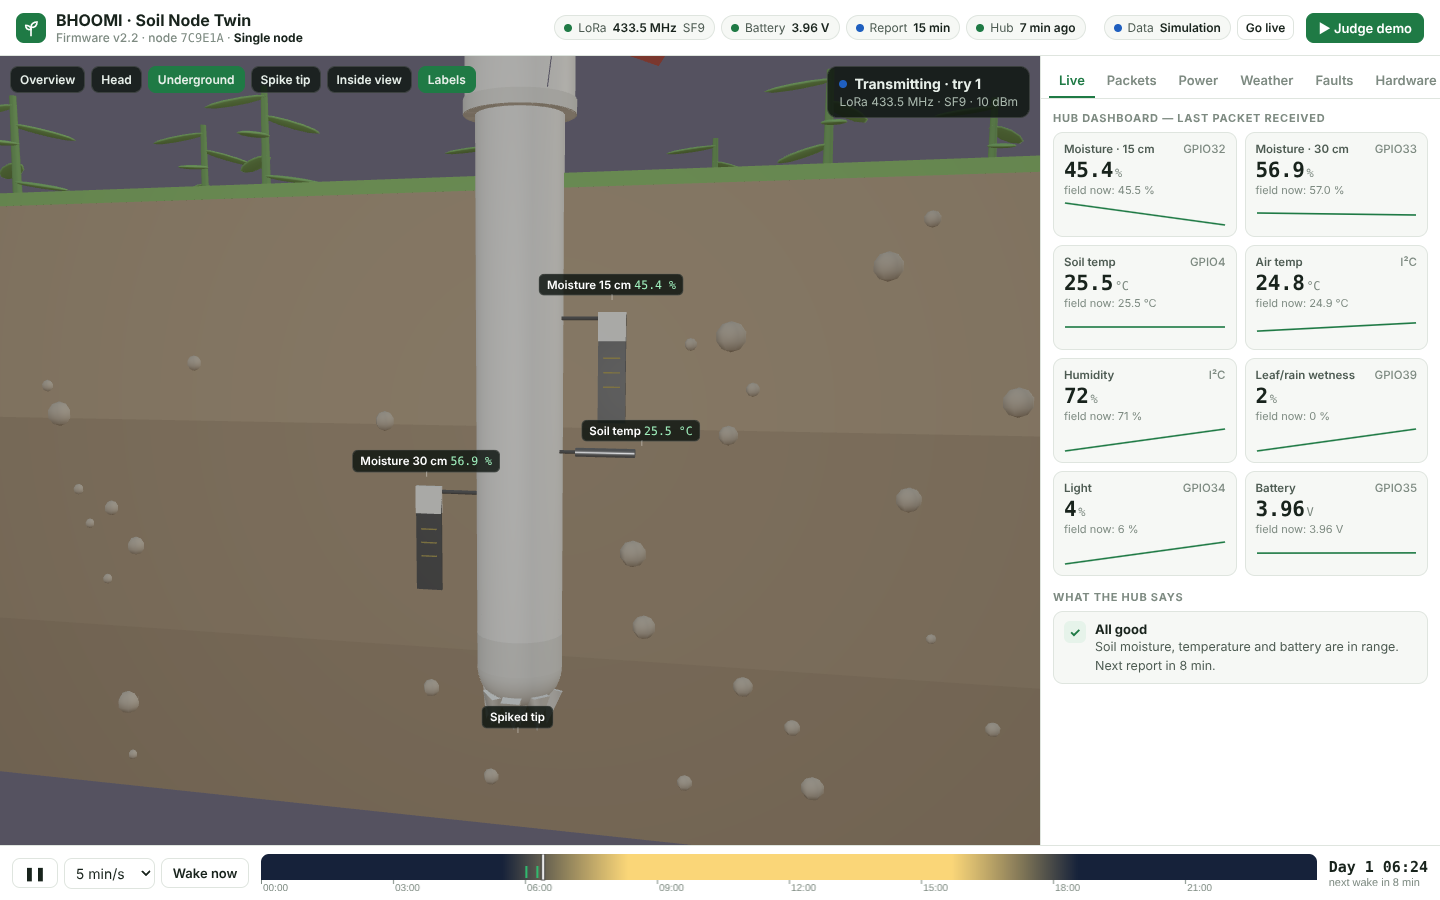 BHOOMI · Soil Node Twin
Firmware v2.2 · node 7C9E1A · Single node
LoRa 433.5 MHz SF9
Battery 3.96 V
Report 15 min
Hub 7 min ago
Data Simulation
Go live
▶ Judge demo
Overview
Head
Underground
Spike tip
Inside view
Labels
Transmitting · try 1
LoRa 433.5 MHz · SF9 · 10 dBm
Moisture 15 cm 45.4 %
Soil temp 25.5 °C
Moisture 30 cm 56.9 %
Spiked tip
Live
Packets
Power
Weather
Faults
Hardware
HUB DASHBOARD — LAST PACKET RECEIVED
Moisture · 15 cm GPIO32
45.4 %
field now: 45.5 %
Moisture · 30 cm GPIO33
56.9 %
field now: 57.0 %
Soil temp GPIO4
25.5 °C
field now: 25.5 °C
Air temp I²C
24.8 °C
field now: 24.9 °C
Humidity I²C
72 %
field now: 71 %
Leaf/rain wetness GPIO39
2 %
field now: 0 %
Light GPIO34
4 %
field now: 6 %
Battery GPIO35
3.96 V
field now: 3.96 V
WHAT THE HUB SAYS
All good
Soil moisture, temperature and battery are in range.
Next report in 8 min.
5 min/s
Wake now
00:00
03:00
06:00
09:00
12:00
15:00
18:00
21:00
Day 1 06:24
next wake in 8 min